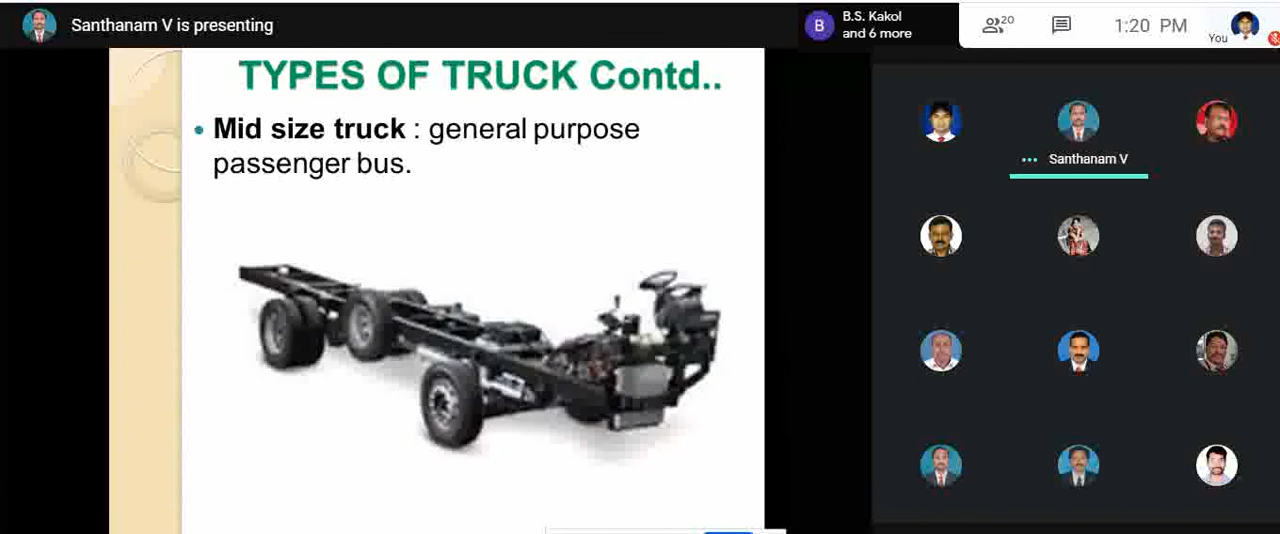 Santhanam V is presenting
B
B.S. Kakol
and 6 more
20
1:20 PM
You
TYPES OF TRUCK Contd..
• Mid size truck : general purpose
passenger bus.
Santhanam V